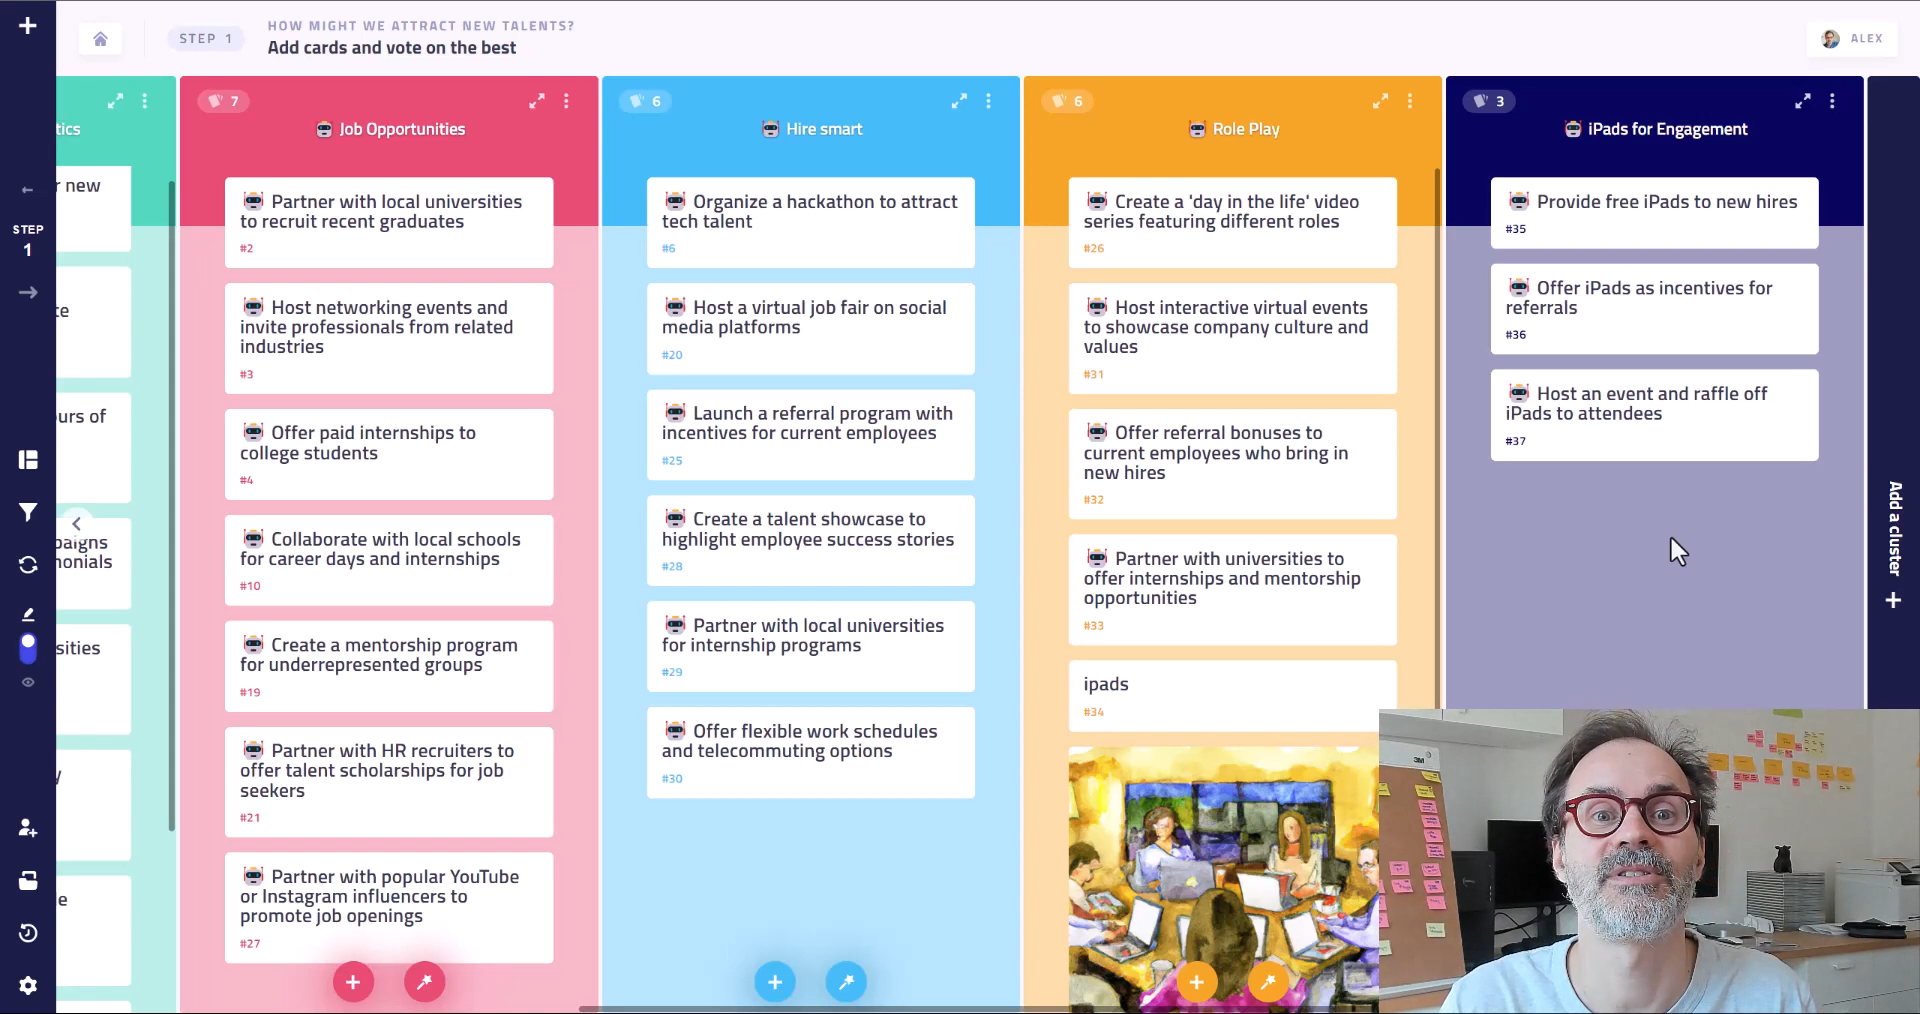 HOW MIGHT WE ATTRACT NEW TALENTS?
STEP 1
Add cards and vote on the best
ALEX
STEP
1
tics
r new
te
urs of
paigns
monials
sities
y
e
7
Job Opportunities
Partner with local universities
to recruit recent graduates
#2
Host networking events and
invite professionals from related
industries
#3
Offer paid internships to
college students
#4
Collaborate with local schools
for career days and internships
#10
Create a mentorship program
for underrepresented groups
#19
Partner with HR recruiters to
offer talent scholarships for job
seekers
#21
Partner with popular YouTube
or Instagram influencers to
promote job openings
#27
6
Hire smart
Organize a hackathon to attract
tech talent
#6
Host a virtual job fair on social
media platforms
#20
Launch a referral program with
incentives for current employees
#25
Create a talent showcase to
highlight employee success stories
#28
Partner with local universities
for internship programs
#29
Offer flexible work schedules
and telecommuting options
#30
6
Role Play
Create a 'day in the life' video
series featuring different roles
#26
Host interactive virtual events
to showcase company culture and
values
#31
Offer referral bonuses to
current employees who bring in
new hires
#32
Partner with universities to
offer internships and mentorship
opportunities
#33
ipads
#34
3
iPads for Engagement
Provide free iPads to new hires
#35
Offer iPads as incentives for
referrals
#36
Host an event and raffle off
iPads to attendees
#37
Add a cluster
3M